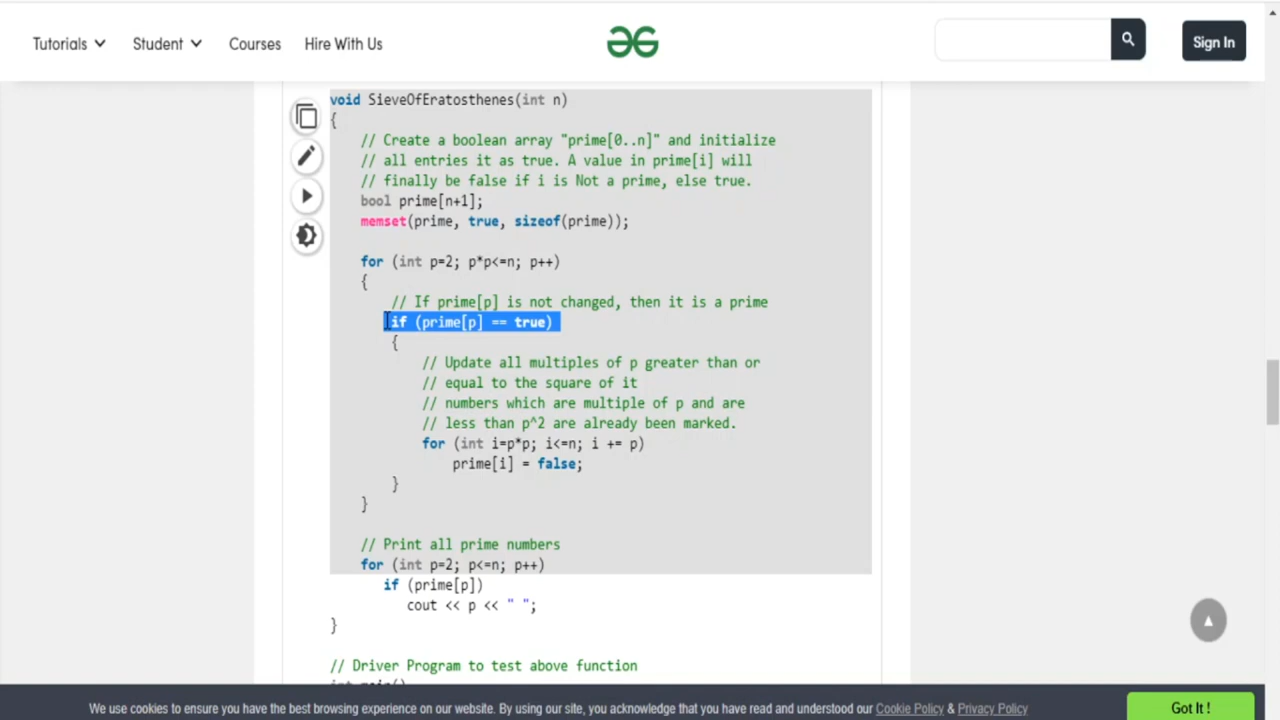 Tutorials Student Courses Hire With Us Sign In
void SieveOfEratosthenes(int n)
{
// Create a boolean array "prime[0..n]" and initialize
// all entries it as true. A value in prime[i] will
// finally be false if i is Not a prime, else true.
bool prime[n+1];
memset(prime, true, sizeof(prime));
for (int p=2; p*p<=n; p++)
{
// If prime[p] is not changed, then it is a prime
if (prime[p] == true)
{
// Update all multiples of p greater than or
// equal to the square of it
// numbers which are multiple of p and are
// less than p^2 are already been marked.
for (int i=p*p; i<=n; i += p)
prime[i] = false;
}
}
// Print all prime numbers
for (int p=2; p<=n; p++)
if (prime[p])
cout << p << " ";
}
// Driver Program to test above function
We use cookies to ensure you have the best browsing experience on our website. By using our site, you acknowledge that you have read and understood our Cookie Policy & Privacy Policy Got It !